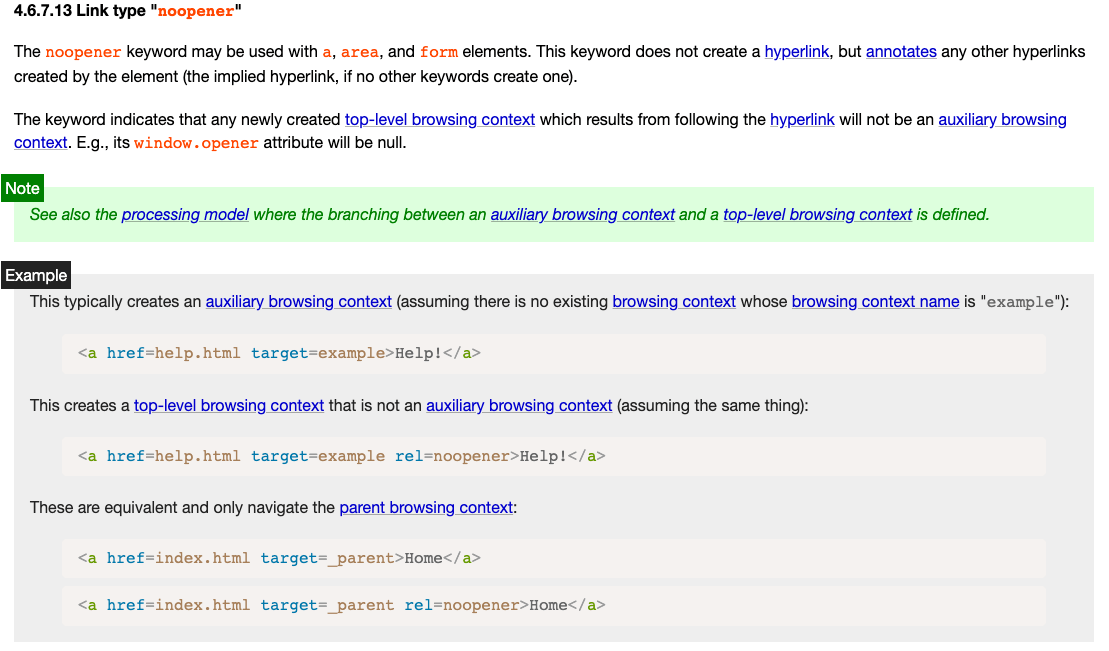 4.6.7.13 Link type "noopener"
The noopener keyword may be used with a, area, and form elements. This keyword does not create a hyperlink, but annotates any other hyperlinks
created by the element (the implied hyperlink, if no other keywords create one).
The keyword indicates that any newly created top-level browsing context which results from following the hyperlink will not be an auxiliary browsing
context. E.g., its window.opener attribute will be null.
Note
See also the processing model where the branching between an auxiliary browsing context and a top-level browsing context is defined.
Example
This typically creates an auxiliary browsing context (assuming there is no existing browsing context whose browsing context name is "example"):
<a href=help.html target=example>Help!</a>
This creates a top-level browsing context that is not an auxiliary browsing context (assuming the same thing):
<a href=help.html target=example rel=noopener>Help!</a>
These are equivalent and only navigate the parent browsing context:
<a href=index.html target=_parent>Home</a>
<a href=index.html target=_parent rel=noopener>Home</a>